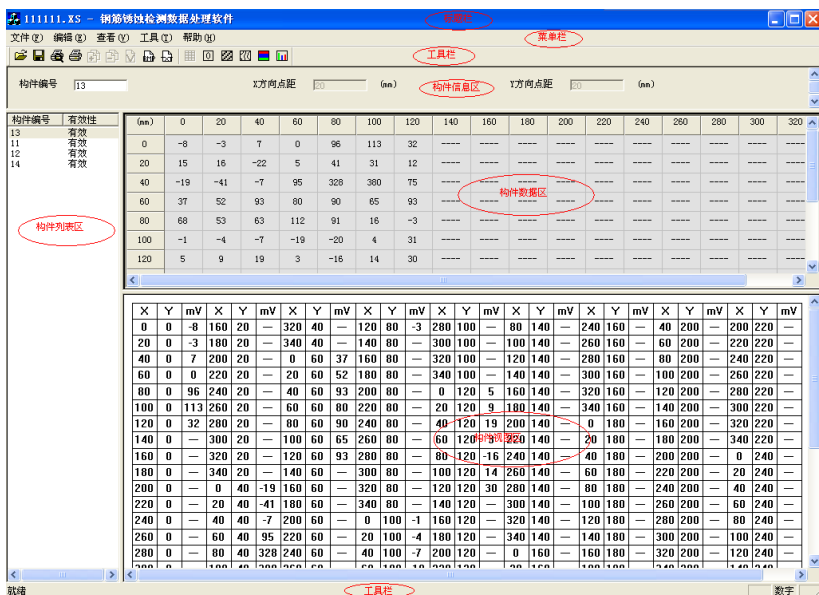 111111.XS - 钢筋锈蚀检测数据处理软件
文件(F) 编辑(E) 查看(V) 工具(T) 帮助(H) 菜单栏
工具栏
构件编号 13 X方向点距 20 (mm) 构件信息区 Y方向点距 20 (mm)
构件编号 有效性
13 有效
11 有效
12 有效
14 有效
构件列表区
(mm) 0 20 40 60 80 100 120 140 160 180 200 220 240 260 280 300 320
0 -8 -3 7 0 96 113 32 ---- ---- ---- ---- ---- ---- ---- ---- ---- ----
20 15 16 -22 5 41 31 12 ---- ---- ---- ---- ---- ---- ---- ---- ---- ----
40 -19 -41 -7 95 328 380 75 ---- ---- ---- ---- ---- ---- ---- ---- ---- ----
构件数据区
60 37 52 93 80 90 65 93 ---- ---- ---- ---- ---- ---- ---- ---- ---- ----
80 68 53 63 112 91 16 -3 ---- ---- ---- ---- ---- ---- ---- ---- ---- ----
100 -1 -4 -7 -19 -20 4 31 ---- ---- ---- ---- ---- ---- ---- ---- ---- ----
120 5 9 19 3 -16 14 30 ---- ---- ---- ---- ---- ---- ---- ---- ---- ----
X Y mV X Y mV X Y mV X Y mV X Y mV X Y mV X Y mV X Y mV X Y mV
0 0 -8 160 20 — 320 40 — 120 80 -3 280 100 — 80 140 — 240 160 — 40 200 — 200 220 —
20 0 -3 180 20 — 340 40 — 140 80 — 300 100 — 100 140 — 260 160 — 60 200 — 220 220 —
40 0 7 200 20 — 0 60 37 160 80 — 320 100 — 120 140 — 280 160 — 80 200 — 240 220 —
60 0 0 220 20 — 20 60 52 180 80 — 340 100 — 140 140 — 300 160 — 100 200 — 260 220 —
80 0 96 240 20 — 40 60 93 200 80 — 0 120 5 160 140 — 320 160 — 120 200 — 280 220 —
100 0 113 260 20 — 60 60 80 220 80 — 20 120 9 180 140 — 340 160 — 140 200 — 300 220 —
120 0 32 280 20 — 80 60 90 240 80 — 40 120 19 200 140 — 0 180 — 160 200 — 320 220 —
140 0 — 300 20 — 100 60 65 260 80 — 60 120 220 140 — 20 180 — 180 200 — 340 220 —
构件视图区
160 0 — 320 20 — 120 60 93 280 80 — 80 120 -16 240 140 — 40 180 — 200 200 — 0 240 —
180 0 — 340 20 — 140 60 — 300 80 — 100 120 14 260 140 — 60 180 — 220 200 — 20 240 —
200 0 — 0 40 -19 160 60 — 320 80 — 120 120 30 280 140 — 80 180 — 240 200 — 40 240 —
220 0 — 20 40 -41 180 60 — 340 80 — 140 120 — 300 140 — 100 180 — 260 200 — 60 240 —
240 0 — 40 40 -7 200 60 — 0 100 -1 160 120 — 320 140 — 120 180 — 280 200 — 80 240 —
260 0 — 60 40 95 220 60 — 20 100 -4 180 120 — 340 140 — 140 180 — 300 200 — 100 240 —
280 0 — 80 40 328 240 60 — 40 100 -7 200 120 — 0 160 — 160 180 — 320 200 — 120 240 —
就绪 工具栏 数字